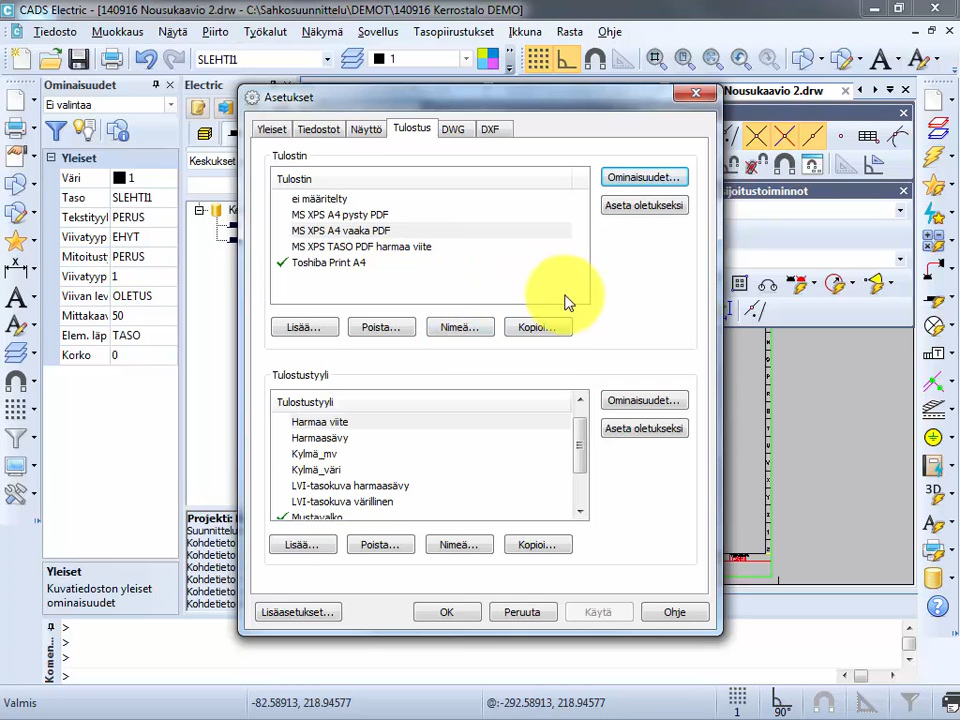 CADS Electric - [140916 Nousukaavio 2.drw - C:\Sahkosuunnittelu\DEMOT\140916 Kerrostalo DEMO]
Tiedosto Muokkaus Näytä Piirto Työkalut Näkymä Sovellus Tasopiirustukset Ikkuna Rasta Ohje
SLEHTI1 1
Ominaisuudet
Ei valintaa
Yleiset
Väri 1
Taso SLEHTI1
Tekstityyl PERUS
Viivatyyp EHYT
Mitoitust PERUS
Viivatyyp 1
Viivan lev OLETUS
Mittakaav 50
Elem. läp TASO
Korko 0
Yleiset
Kuvatiedoston yleiset
ominaisuudet
Electric
Keskukset
Projekti:
Suunnittelu
Kohdetieto
Kohdetieto
Kohdetieto
Kohdetieto
Kohdetieto
Kohdetieto
Nousukaavio 2.drw
sijoitustoiminnot
3D
Asetukset
Yleiset Tiedostot Näyttö Tulostus DWG DXF
Tulostin
Tulostin
ei määritelty
MS XPS A4 pysty PDF
MS XPS A4 vaaka PDF
MS XPS TASO PDF harmaa viite
Toshiba Print A4
Ominaisuudet...
Aseta oletukseksi
Lisää... Poista... Nimeä... Kopioi...
Tulostustyyli
Tulostustyyli
Harmaa viite
Harmaasävy
Kylmä_mv
Kylmä_väri
LVI-tasokuva harmaasävy
LVI-tasokuva värillinen
Mustavalko
Ominaisuudet...
Aseta oletukseksi
Lisää... Poista... Nimeä... Kopioi...
Lisäasetukset... OK Peruuta Käytä Ohje
Komen...
>
>
>
>
Valmis -82.58913, 218.94577 @:-292.58913, 218.94577 1 90°